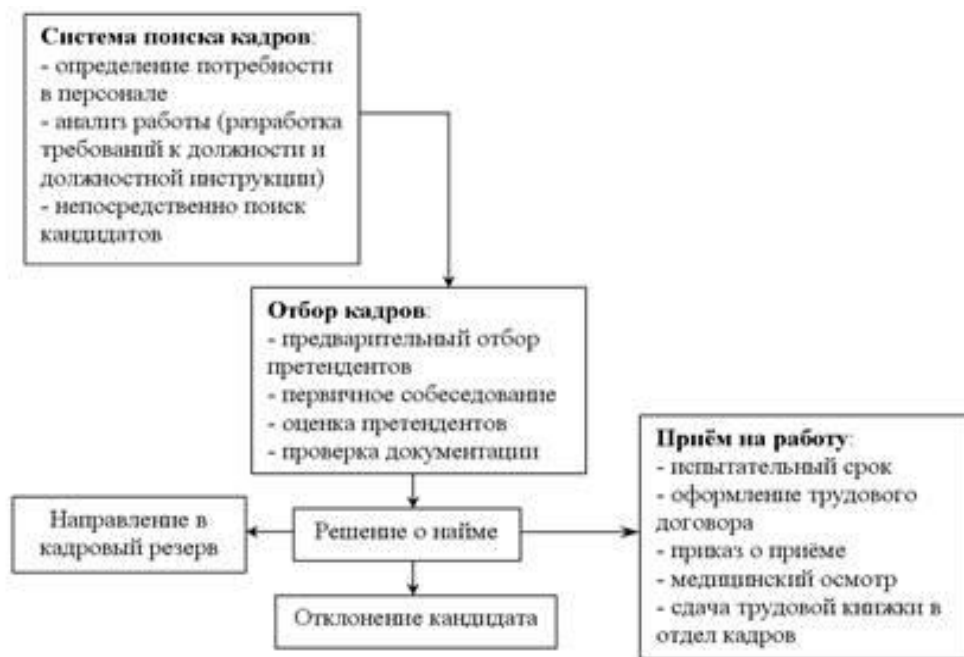 Система поиска кадров:
- определение потребности
в персонале
- анализ работы (разработка
требований к должности и
должностной инструкции)
- непосредственно поиск
кандидатов
Отбор кадров:
- предварительный отбор
претендентов
- первичное собеседование
- оценка претендентов
- проверка документации
Приём на работу:
- испытательный срок
- оформление трудового
договора
- приказ о приёме
- медицинский осмотр
- сдача трудовой книжки в
отдел кадров
Направление в
кадровый резерв
Решение о найме
Отклонение кандидата